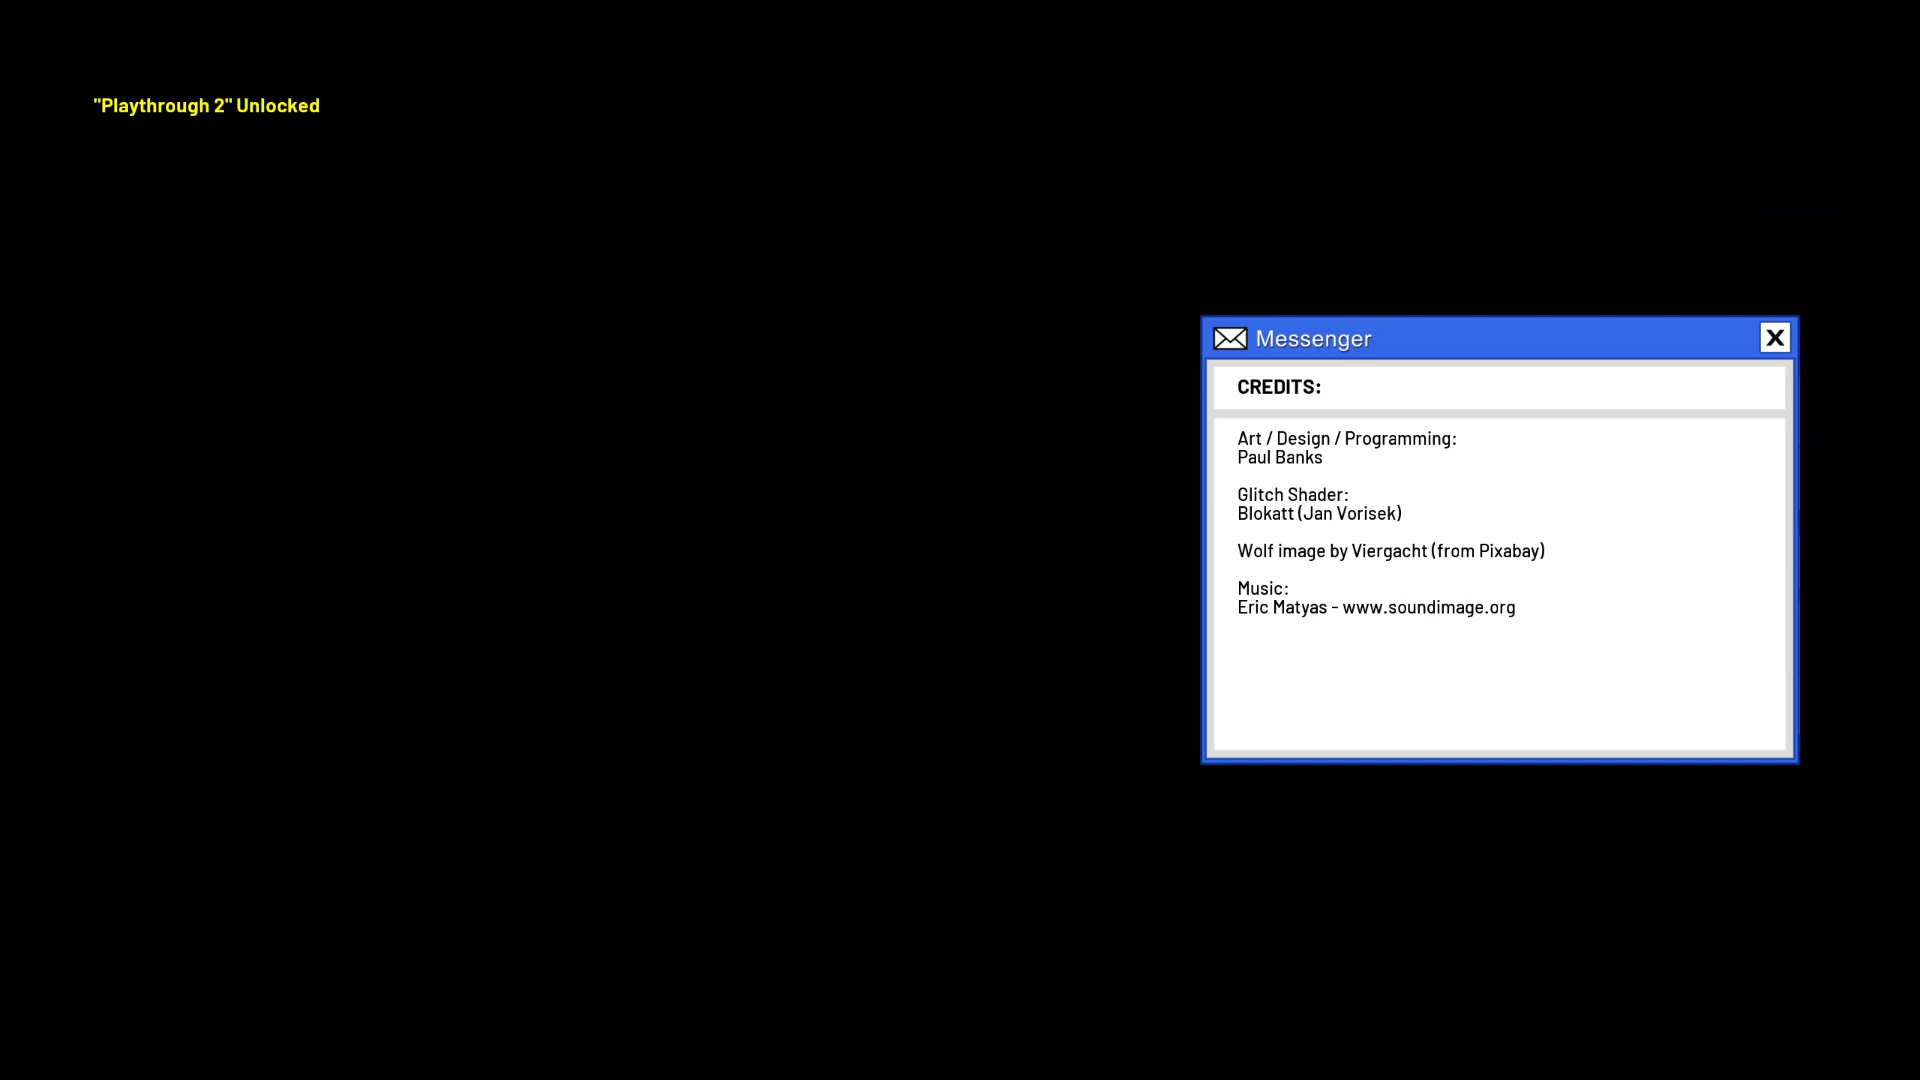 "Playthrough 2" Unlocked
Messenger
X
CREDITS:
Art / Design / Programming:
Paul Banks
Glitch Shader:
Blokatt (Jan Vorisek)
Wolf image by Viergacht (from Pixabay)
Music:
Eric Matyas - www.soundimage.org